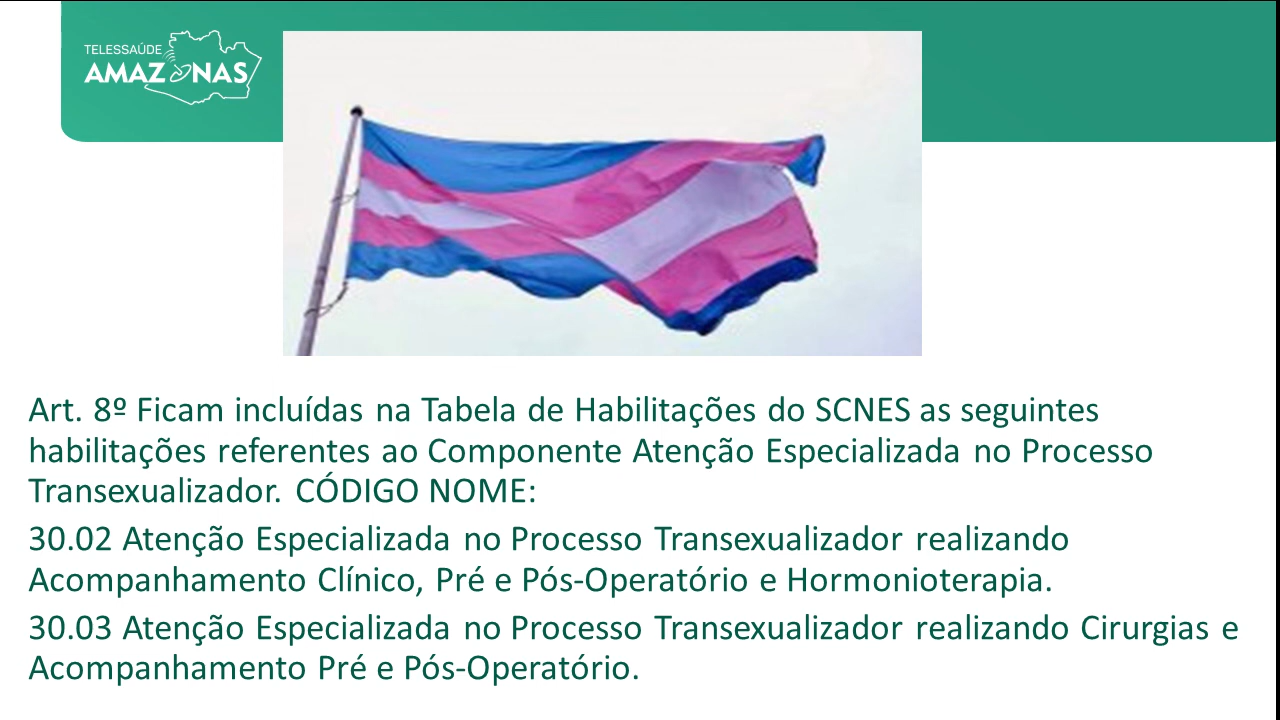 TELESSAÚDE
AMAZONAS
Art. 8º Ficam incluídas na Tabela de Habilitações do SCNES as seguintes
habilitações referentes ao Componente Atenção Especializada no Processo
Transexualizador. CÓDIGO NOME:
30.02 Atenção Especializada no Processo Transexualizador realizando
Acompanhamento Clínico, Pré e Pós-Operatório e Hormonioterapia.
30.03 Atenção Especializada no Processo Transexualizador realizando Cirurgias e
Acompanhamento Pré e Pós-Operatório.